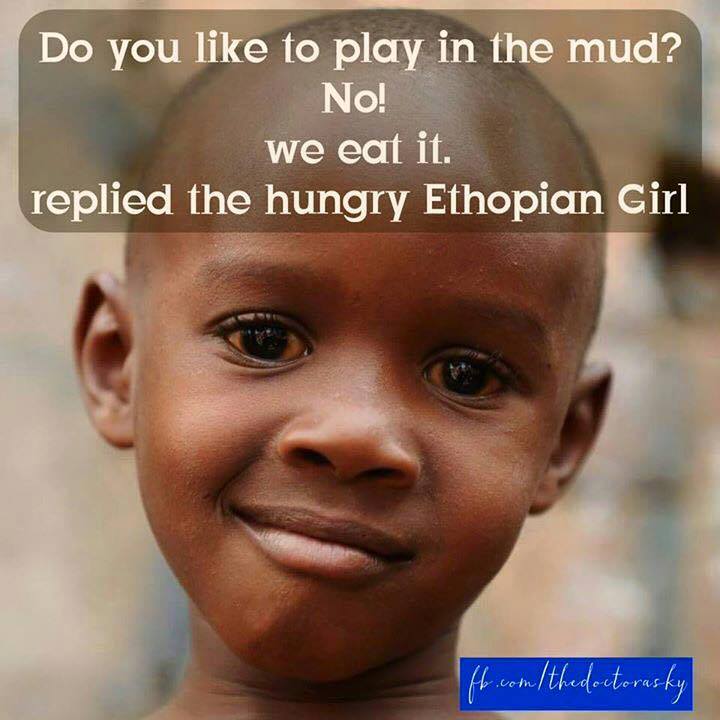 Do you like to play in the mud?
No!
we eat it.
replied the hungry Ethopian Girl
fb.com/thedoctorasky